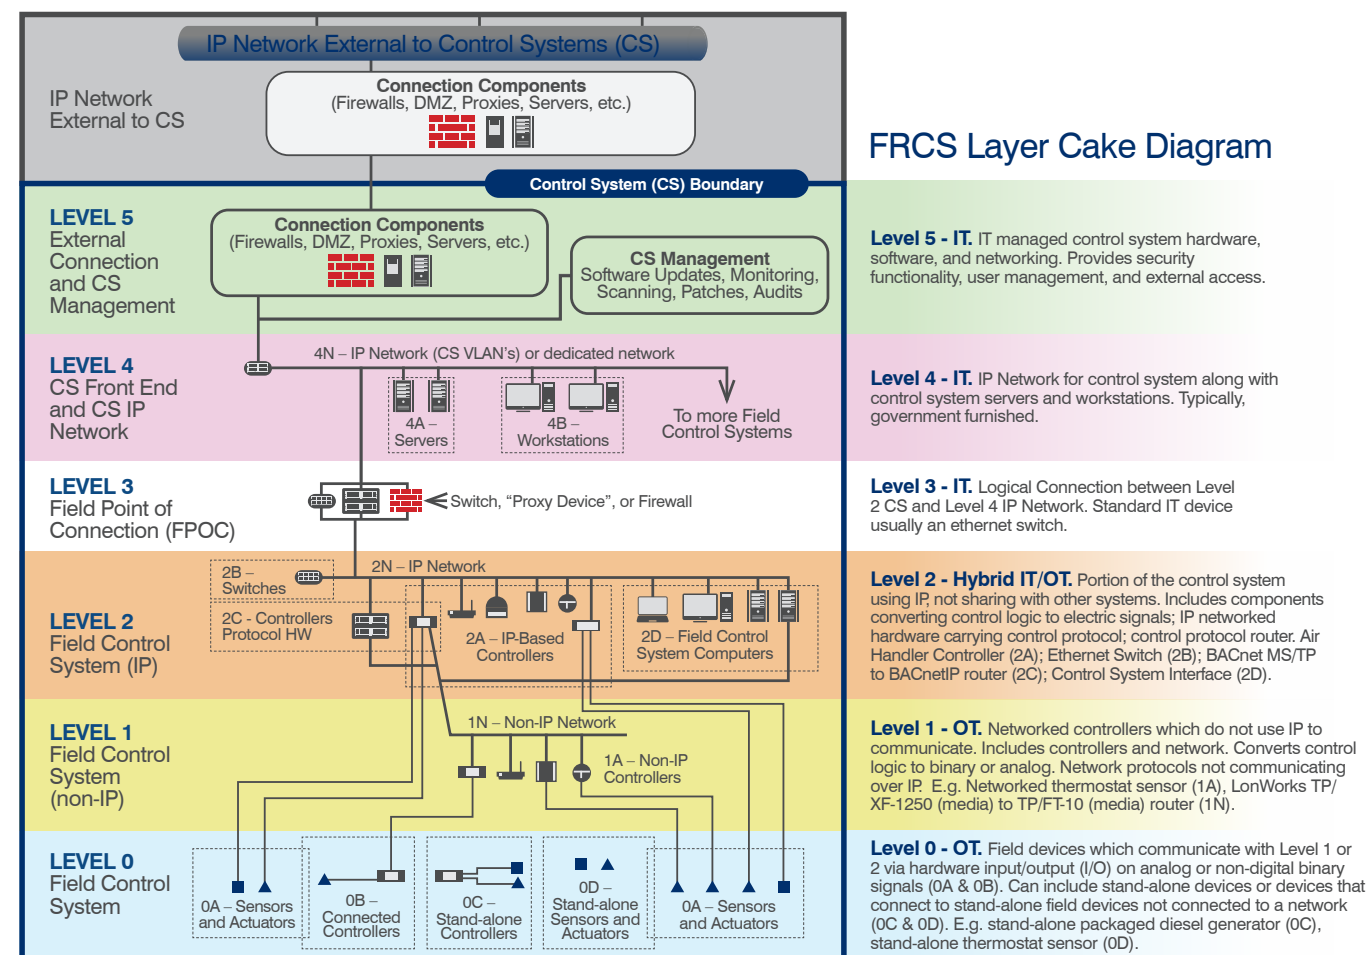 IP Network External to Control Systems (CS)
IP Network
External to CS
Connection Components
(Firewalls, DMZ, Proxies, Servers, etc.)
FRCS Layer Cake Diagram
Control System (CS) Boundary
LEVEL 5
External
Connection
and CS
Management
Connection Components
(Firewalls, DMZ, Proxies, Servers, etc.)
CS Management
Software Updates, Monitoring,
Scanning, Patches, Audits
Level 5 - IT. IT managed control system hardware,
software, and networking. Provides security
functionality, user management, and external access.
LEVEL 4
CS Front End
and CS IP
Network
4N – IP Network (CS VLAN's) or dedicated network
4A –
Servers
4B –
Workstations
To more Field
Control Systems
Level 4 - IT. IP Network for control system along with
control system servers and workstations. Typically,
government furnished.
LEVEL 3
Field Point of
Connection (FPOC)
Switch, “Proxy Device”, or Firewall
Level 3 - IT. Logical Connection between Level
2 CS and Level 4 IP Network. Standard IT device
usually an ethernet switch.
LEVEL 2
Field Control
System (IP)
2B –
Switches
2N – IP Network
2C - Controllers
Protocol HW
2A – IP-Based
Controllers
2D – Field Control
System Computers
Level 2 - Hybrid IT/OT. Portion of the control system
using IP, not sharing with other systems. Includes components
converting control logic to electric signals; IP networked
hardware carrying control protocol; control protocol router. Air
Handler Controller (2A); Ethernet Switch (2B); BACnet MS/TP
to BACnetIP router (2C); Control System Interface (2D).
LEVEL 1
Field Control
System
(non-IP)
1N – Non-IP Network
1A – Non-IP
Controllers
Level 1 - OT. Networked controllers which do not use IP to
communicate. Includes controllers and network. Converts control
logic to binary or analog. Network protocols not communicating
over IP. E.g. Networked thermostat sensor (1A), LonWorks TP/
XF-1250 (media) to TP/FT-10 (media) router (1N).
LEVEL 0
Field Control
System
0A – Sensors
and Actuators
0B –
Connected
Controllers
0C –
Stand-alone
Controllers
0D –
Stand-alone
Sensors and
Actuators
0A – Sensors
and Actuators
Level 0 - OT. Field devices which communicate with Level 1 or
2 via hardware input/output (I/O) on analog or non-digital binary
signals (0A & 0B). Can include stand-alone devices or devices that
connect to stand-alone field devices not connected to a network
(0C & 0D). E.g. stand-alone packaged diesel generator (0C),
stand-alone thermostat sensor (0D).